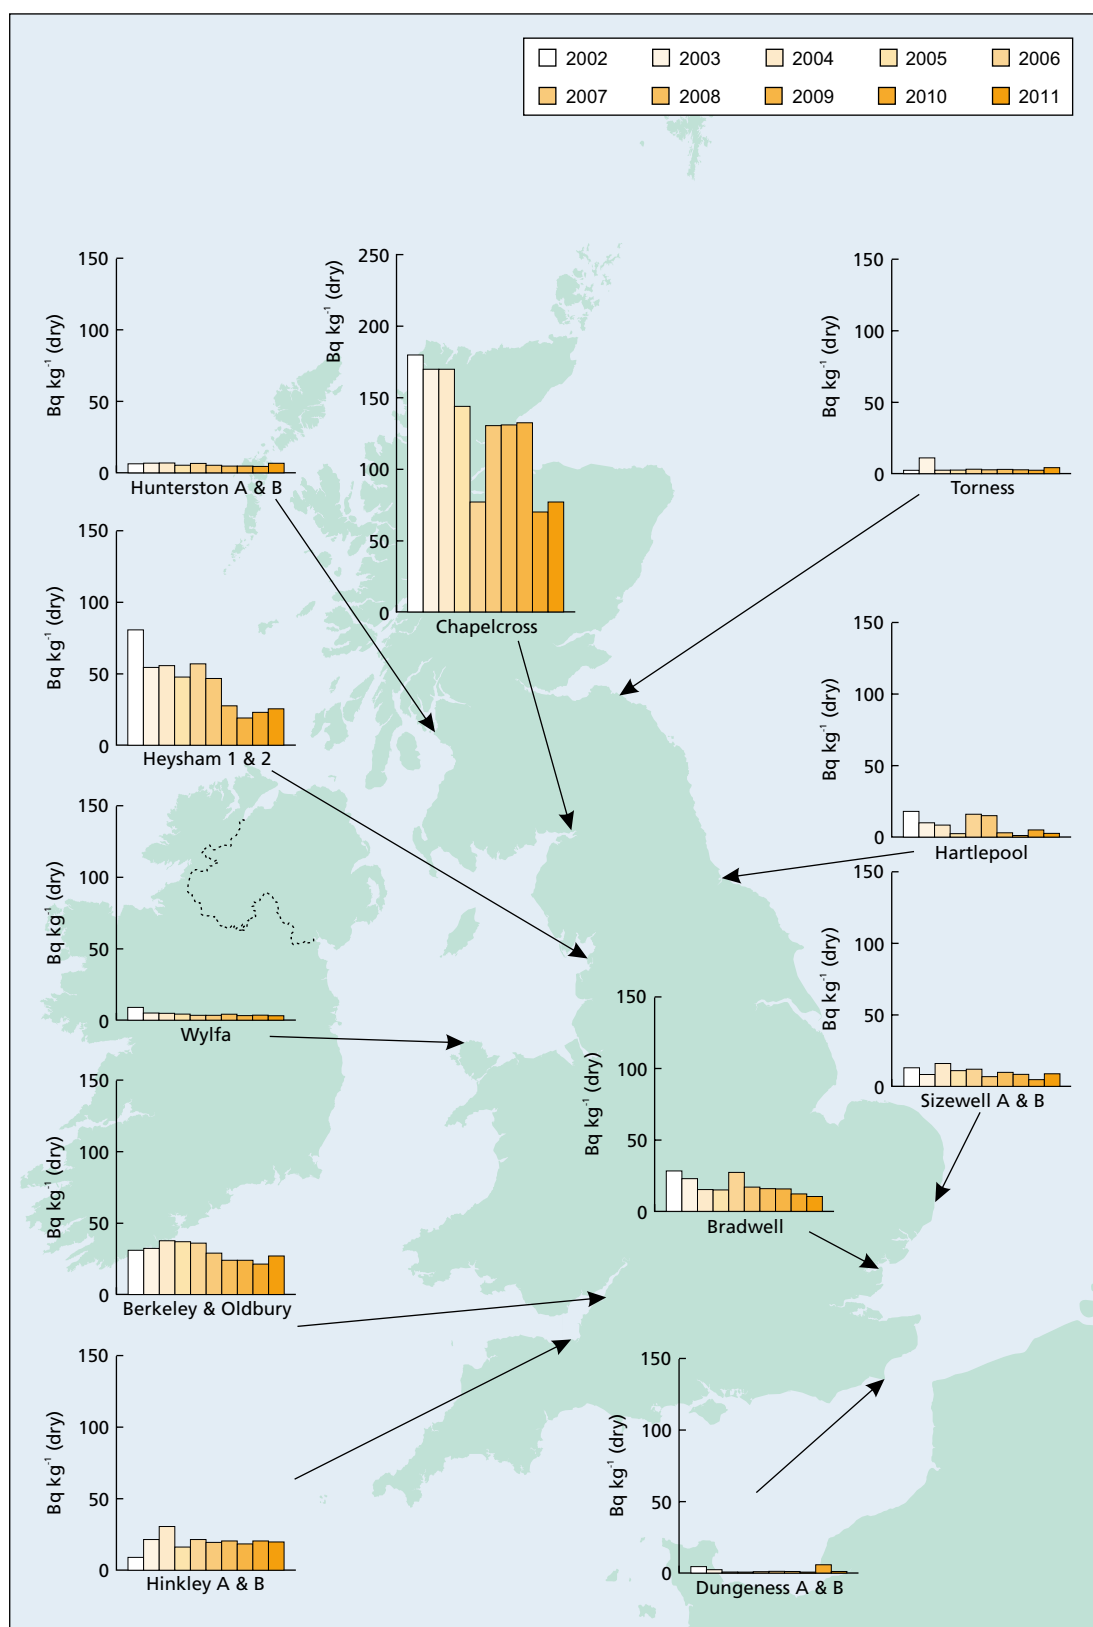 2002 2003 2004 2005 2006
2007 2008 2009 2010 2011
150
100
50
0
Bq kg⁻¹ (dry)
Hunterston A & B
250
200
150
100
50
0
Bq kg⁻¹ (dry)
Chapelcross
150
100
50
0
Bq kg⁻¹ (dry)
Torness
150
100
50
0
Bq kg⁻¹ (dry)
Heysham 1 & 2
150
100
50
0
Bq kg⁻¹ (dry)
Hartlepool
150
100
50
0
Bq kg⁻¹ (dry)
Wylfa
150
100
50
0
Bq kg⁻¹ (dry)
Sizewell A & B
150
100
50
0
Bq kg⁻¹ (dry)
Bradwell
150
100
50
0
Bq kg⁻¹ (dry)
Berkeley & Oldbury
150
100
50
0
Bq kg⁻¹ (dry)
Hinkley A & B
150
100
50
0
Bq kg⁻¹ (dry)
Dungeness A & B